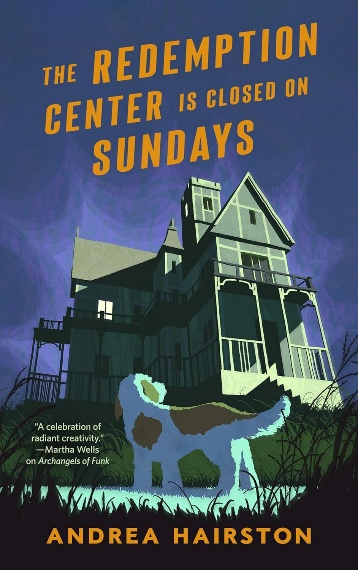 THE REDEMPTION
CENTER IS CLOSED ON
SUNDAYS
"A celebration of
radiant creativity."
—Martha Wells
on Archangels of Funk
ANDREA HAIRSTON